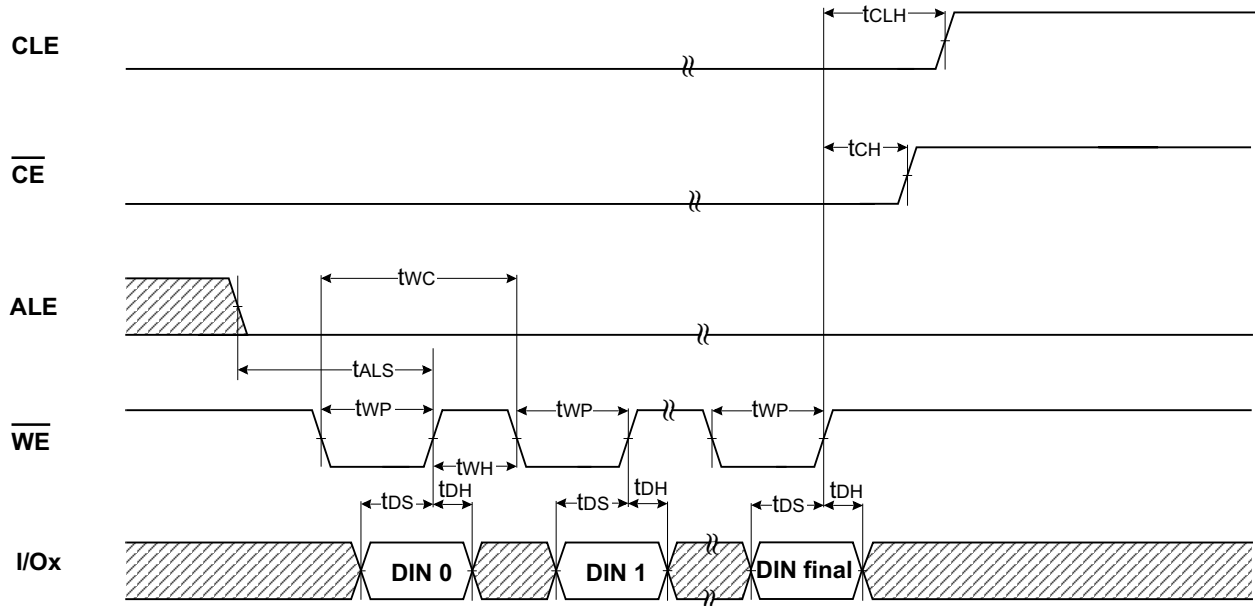 tCLH
CLE
tCH
CE
tWC
ALE
tALS
tWP tWP tWP
WE
tWH
tDS tDH tDS tDH tDS tDH
I/Ox DIN 0 DIN 1 DIN final